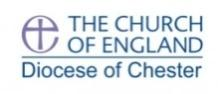 THE CHURCH
OF ENGLAND
Diocese of Chester